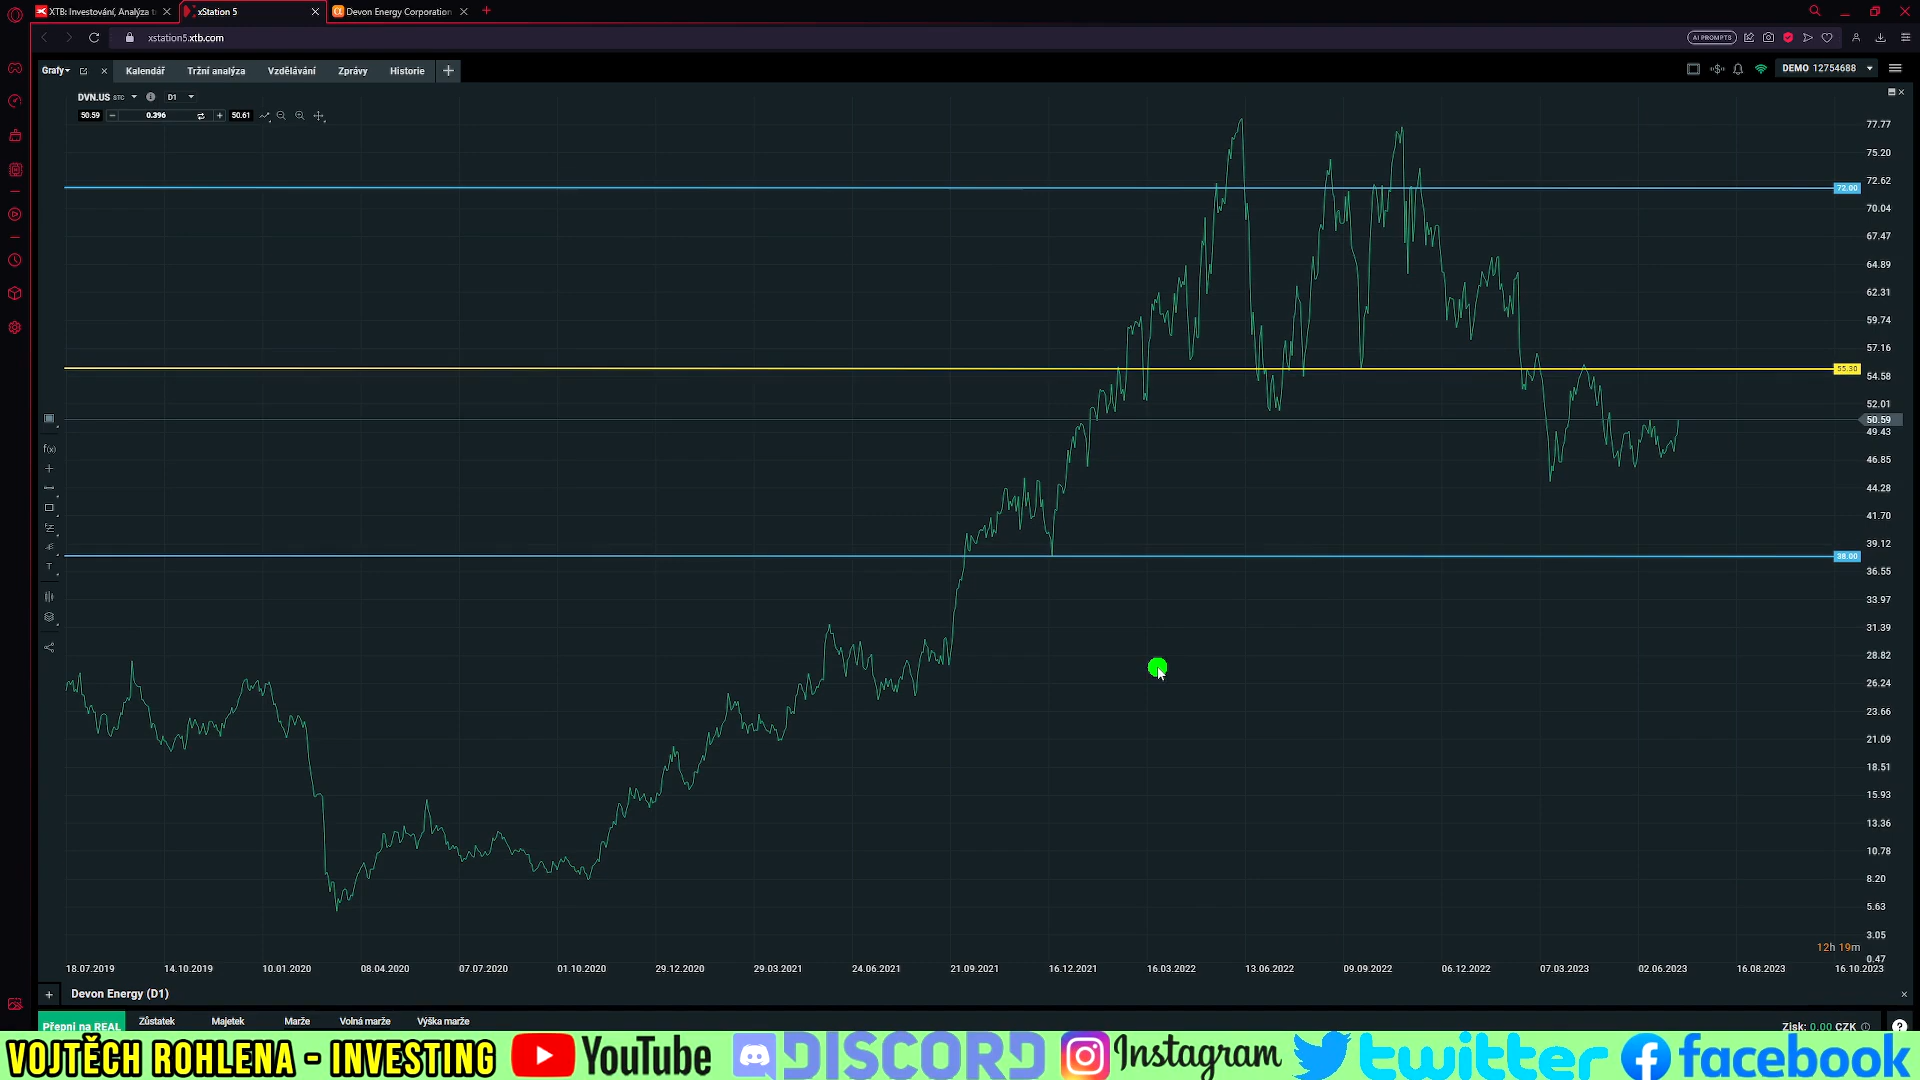 XTB: Investování, Analýza t
xStation 5
Devon Energy Corporation
xstation5.xtb.com
AI PROMPTS
Grafy
Kalendář
Tržní analýza
Vzdělávání
Zprávy
Historie
DEMO 12754688
DVN.US STC
D1
50.59
0.396
50.61
77.77
75.20
72.62
72.00
70.04
67.47
64.89
62.31
59.74
57.16
55.30
54.58
52.01
50.59
49.43
46.85
44.28
41.70
39.12
38.00
36.55
33.97
31.39
28.82
26.24
23.66
21.09
18.51
15.93
13.36
10.78
8.20
5.63
3.05
12h 19m
0.47
18.07.2019
14.10.2019
10.01.2020
08.04.2020
07.07.2020
01.10.2020
29.12.2020
29.03.2021
24.06.2021
21.09.2021
16.12.2021
16.03.2022
13.06.2022
09.09.2022
06.12.2022
07.03.2023
02.06.2023
16.08.2023
16.10.2023
Devon Energy (D1)
Přepni na REAL
Zůstatek
Majetek
Marže
Volná marže
Výška marže
Zisk: 0.00 CZK
VOJTĚCH ROHLENA - INVESTING
YouTube
DISCORD
Instagram
twitter
facebook